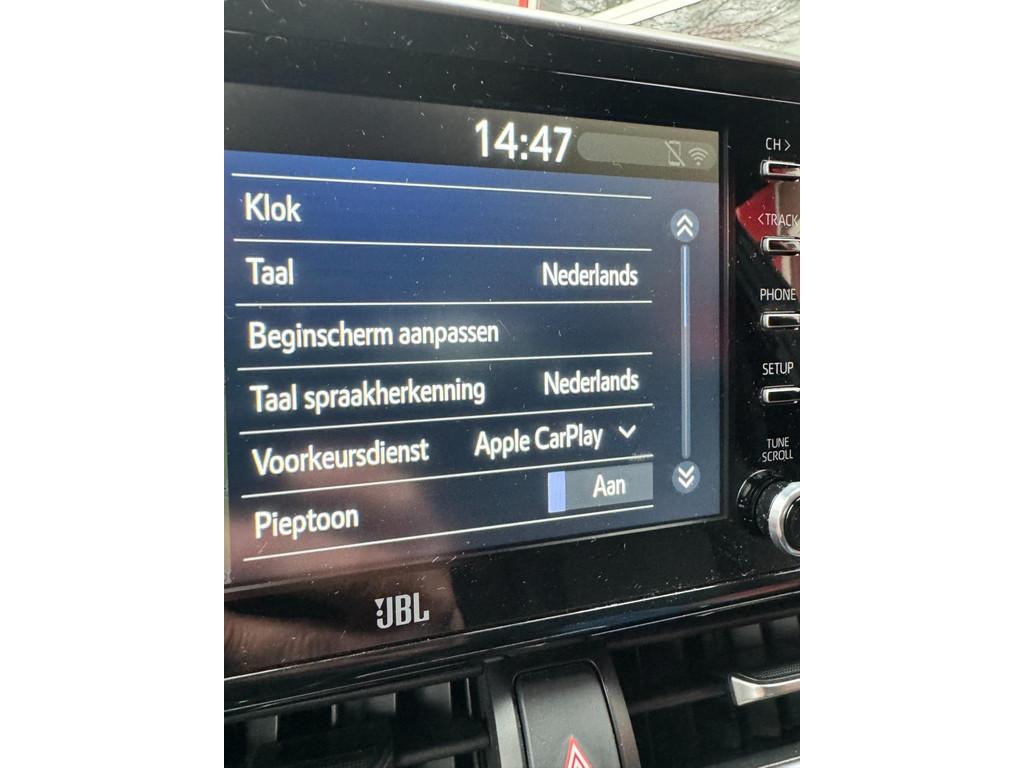 14:47
Klok
Taal Nederlands
Beginscherm aanpassen
Taal spraakherkenning Nederlands
Voorkeursdienst Apple CarPlay
Pieptoon Aan
JBL
CH >
< TRACK
PHONE
SETUP
TUNE
SCROLL